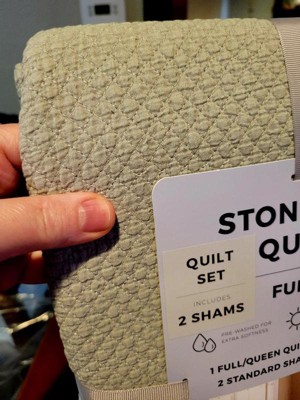 STON
QU
QUILT
SET
INCLUDES
2 SHAMS
FU
PRE-WASHED FOR
EXTRA SOFTNESS
1 FULL/QUEEN QUI
2 STANDARD SHA